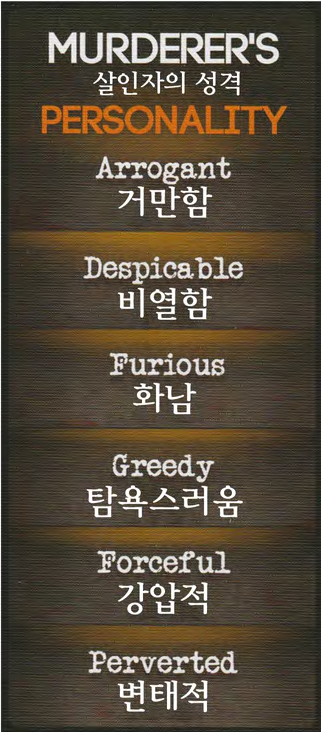 MURDERER'S
살인자의 성격
PERSONALITY
Arrogant
거만함
Despicable
비열함
Furious
화남
Greedy
탐욕스러움
Forceful
강압적
Perverted
변태적